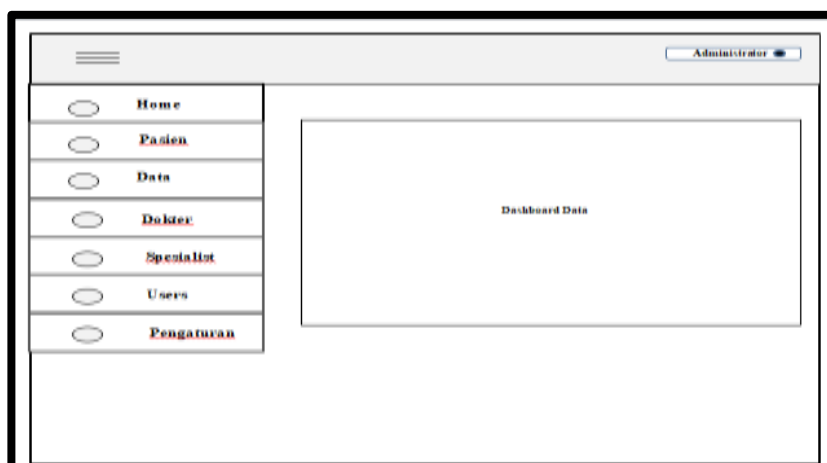 Administrator
Home
Pasien
Data
Dokter
Spesialist
Users
Pengaturan
Dashboard Data